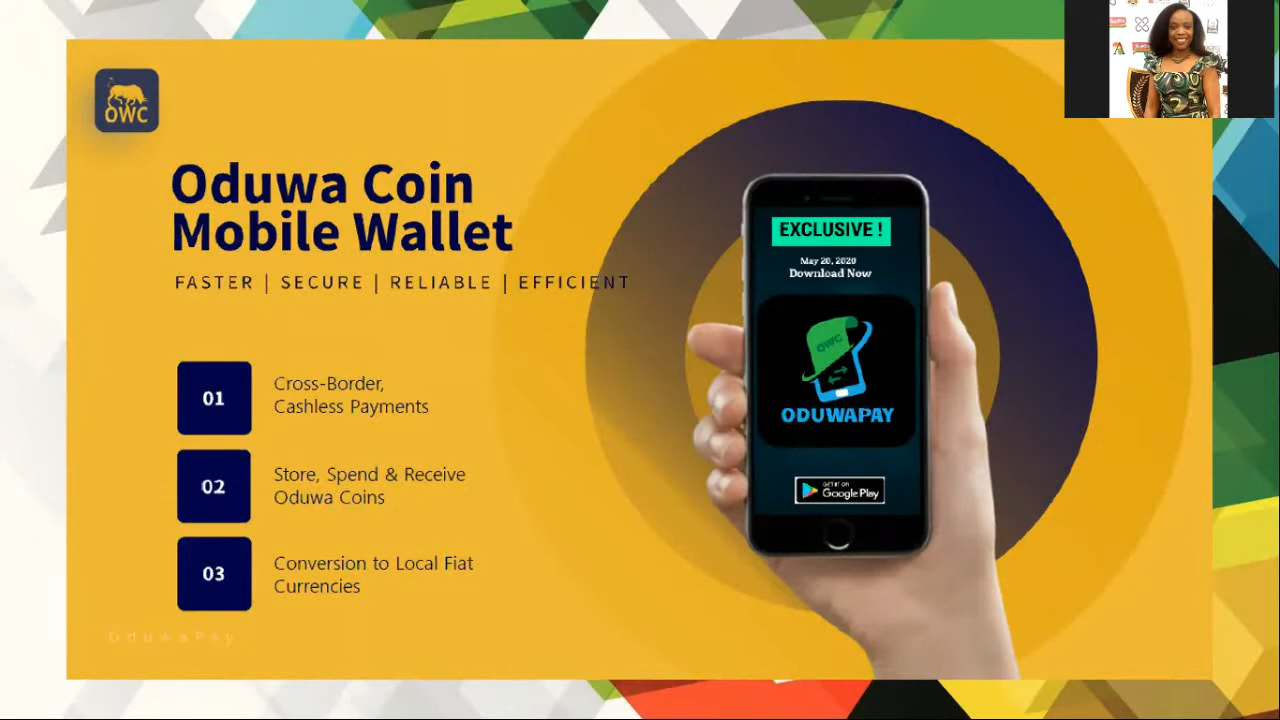 OWC
Oduwa Coin
Mobile Wallet
FASTER | SECURE | RELIABLE | EFFICIENT
01
Cross-Border,
Cashless Payments
02
Store, Spend & Receive
Oduwa Coins
03
Conversion to Local Fiat
Currencies
OduwaPay
EXCLUSIVE !
May 20, 2020
Download Now
OWC
ODUWAPAY
GET IT ON
Google Play